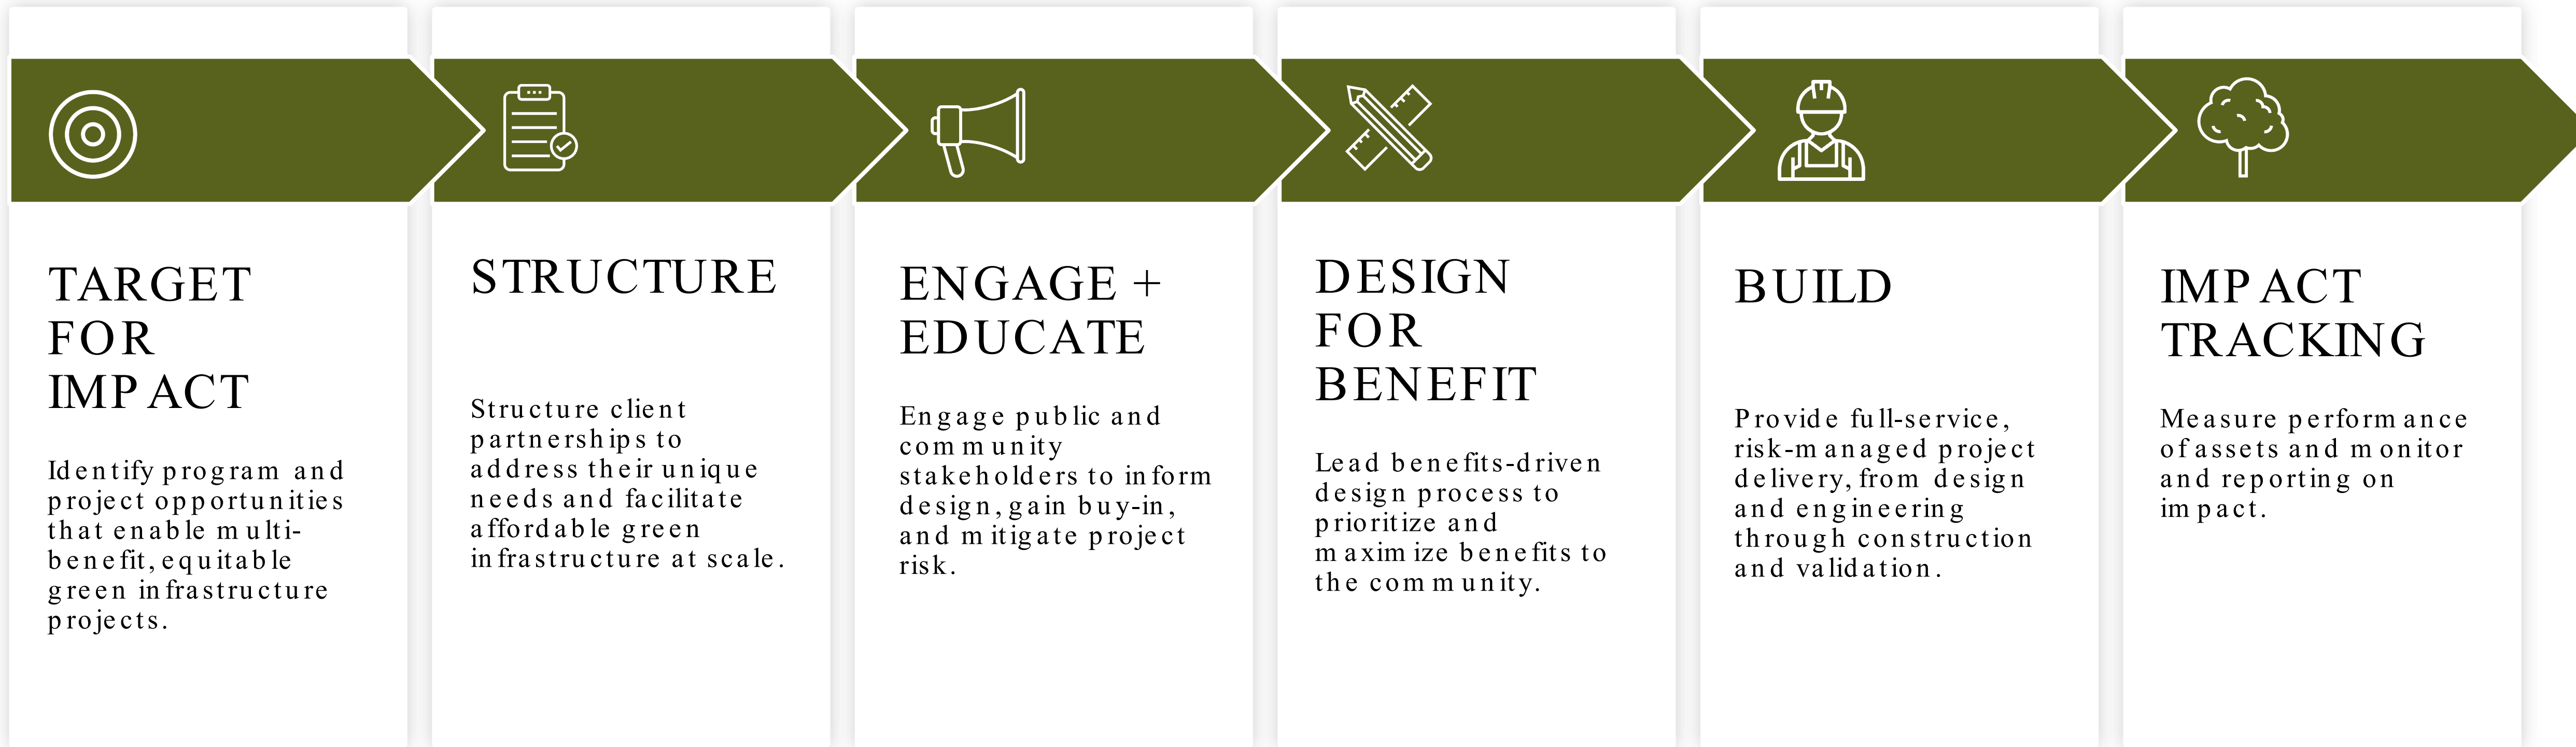 TARGET
FOR
IMPACT
Identify program and
project opportunities
that enable multi-
benefit, equitable
green infrastructure
projects.
STRUCTURE
Structure client
partnerships to
address their unique
needs and facilitate
affordable green
infrastructure at scale.
ENGAGE +
EDUCATE
Engage public and
community
stakeholders to inform
design, gain buy-in,
and mitigate project
risk.
DESIGN
FOR
BENEFIT
Lead benefits-driven
design process to
prioritize and
maximize benefits to
the community.
BUILD
Provide full-service,
risk-managed project
delivery, from design
and engineering
through construction
and validation.
IMPACT
TRACKING
Measure performance
of assets and monitor
and reporting on
impact.